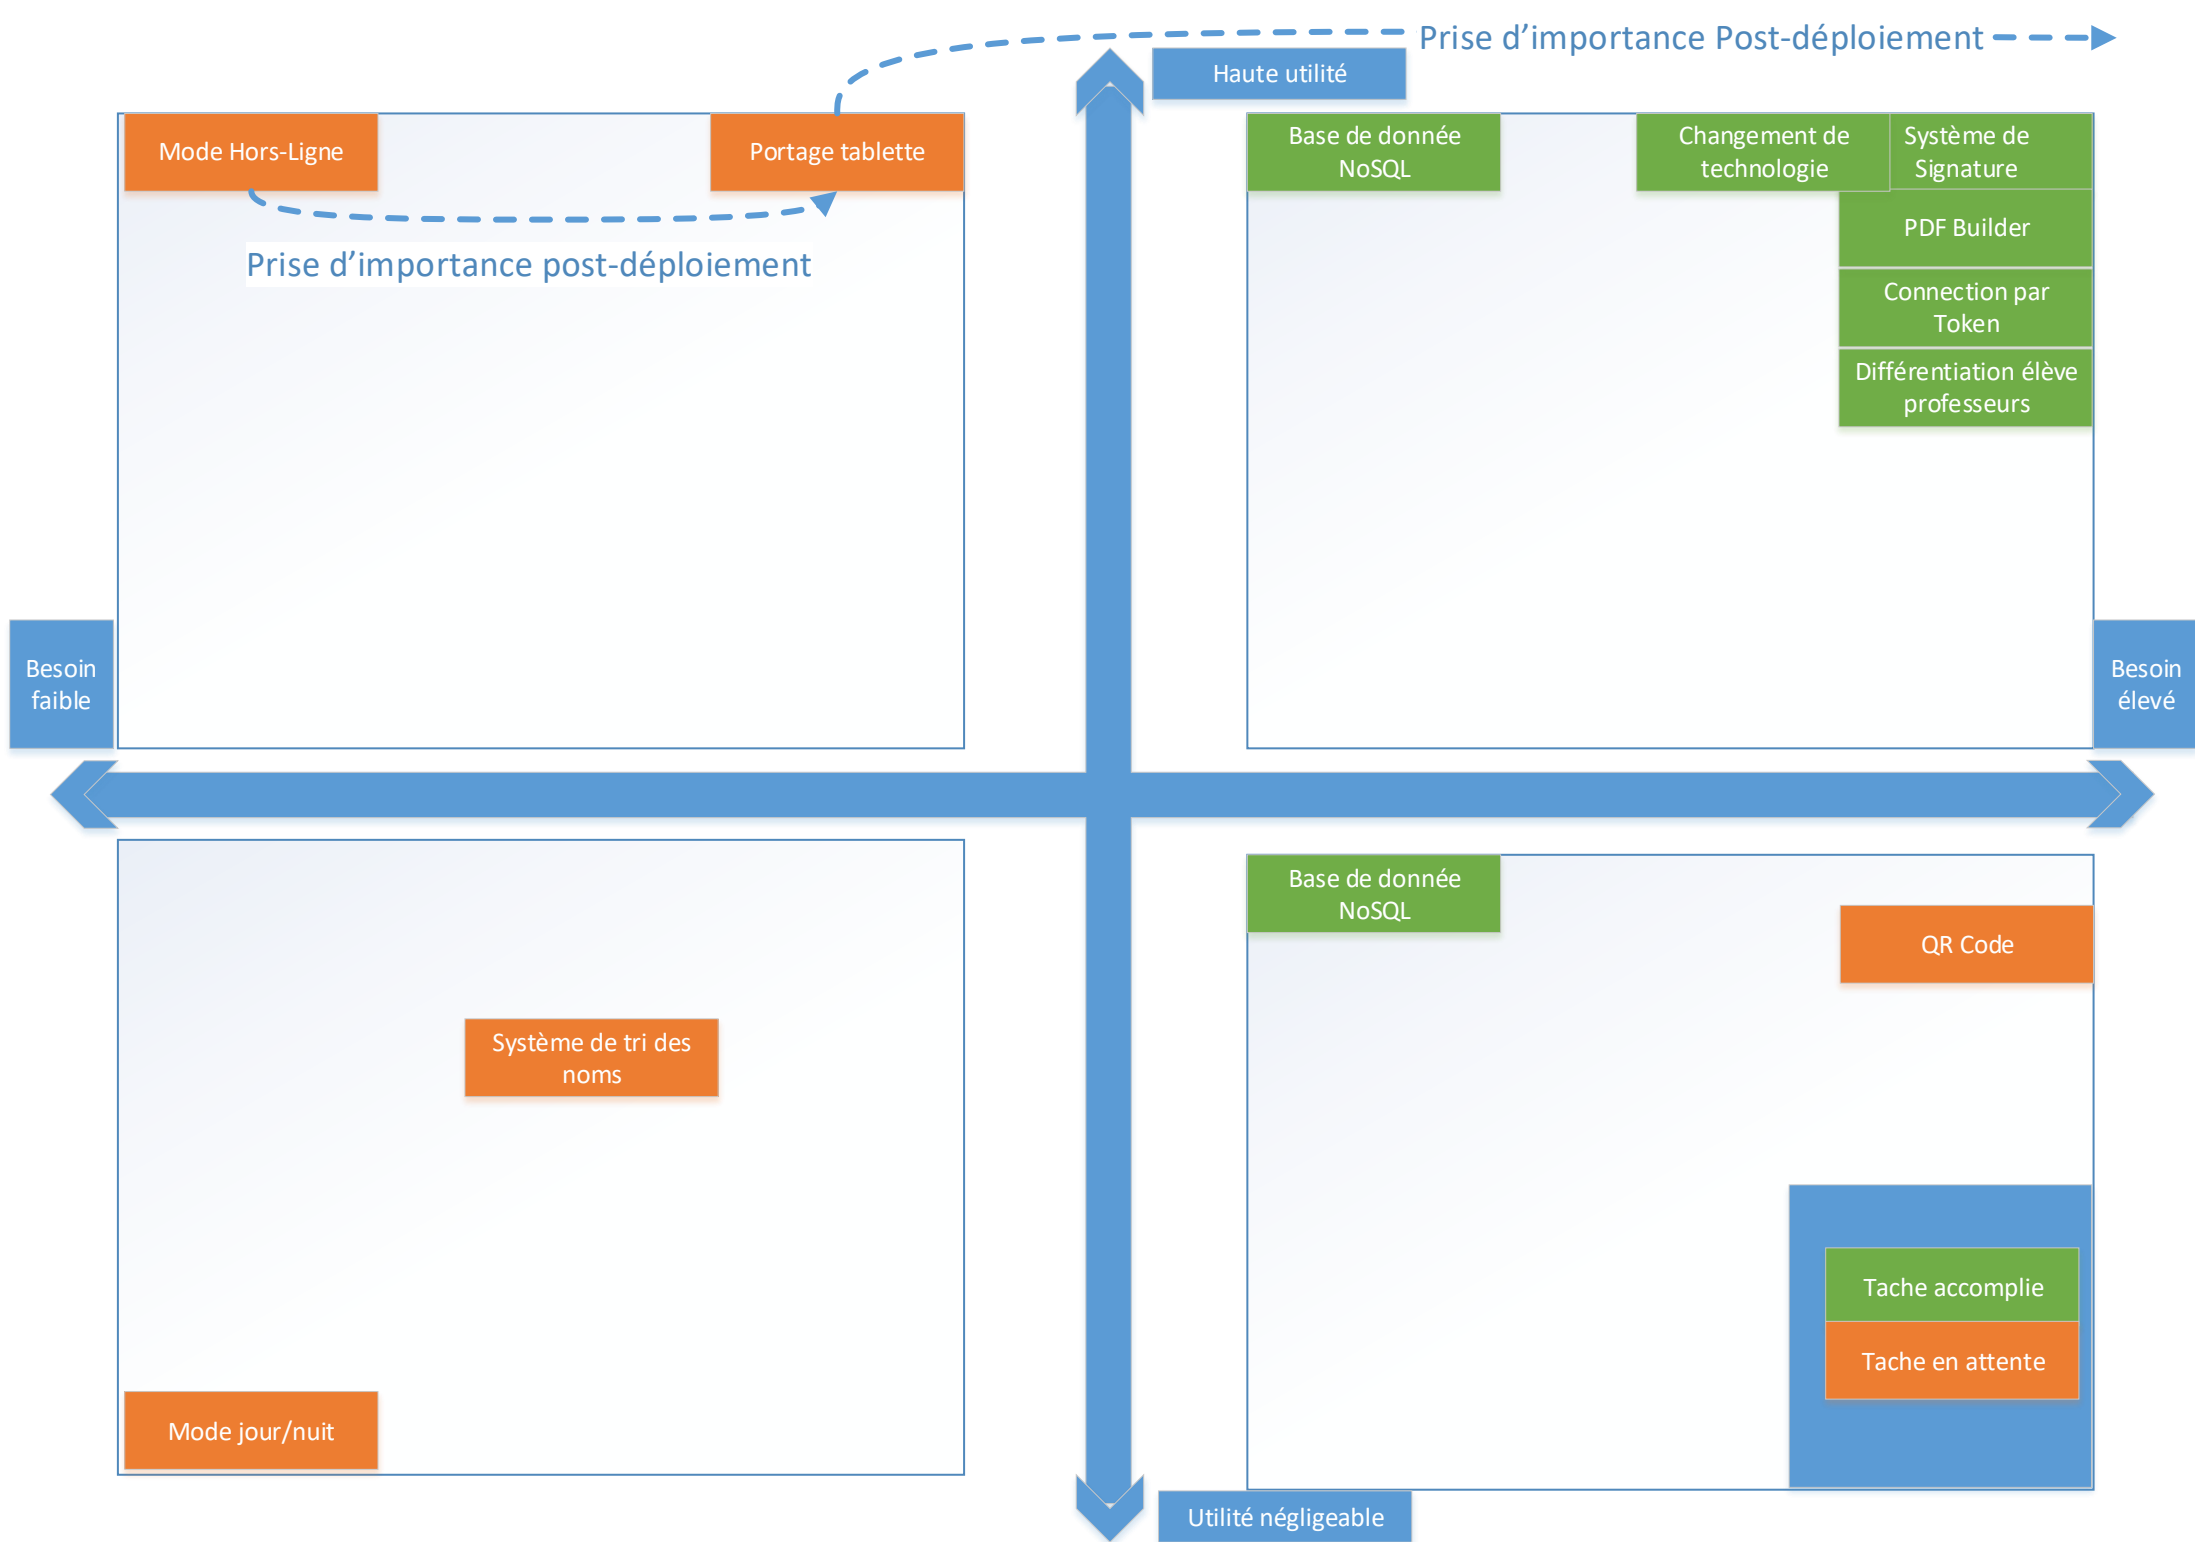 Prise d’importance Post-déploiement
Haute utilité
Mode Hors-Ligne
Portage tablette
Prise d’importance post-déploiement
Base de donnée
NoSQL
Changement de
technologie
Système de
Signature
PDF Builder
Connection par
Token
Différentiation élève
professeurs
Besoin
faible
Besoin
élevé
Système de tri des
noms
Mode jour/nuit
Base de donnée
NoSQL
QR Code
Tache accomplie
Tache en attente
Utilité négligeable